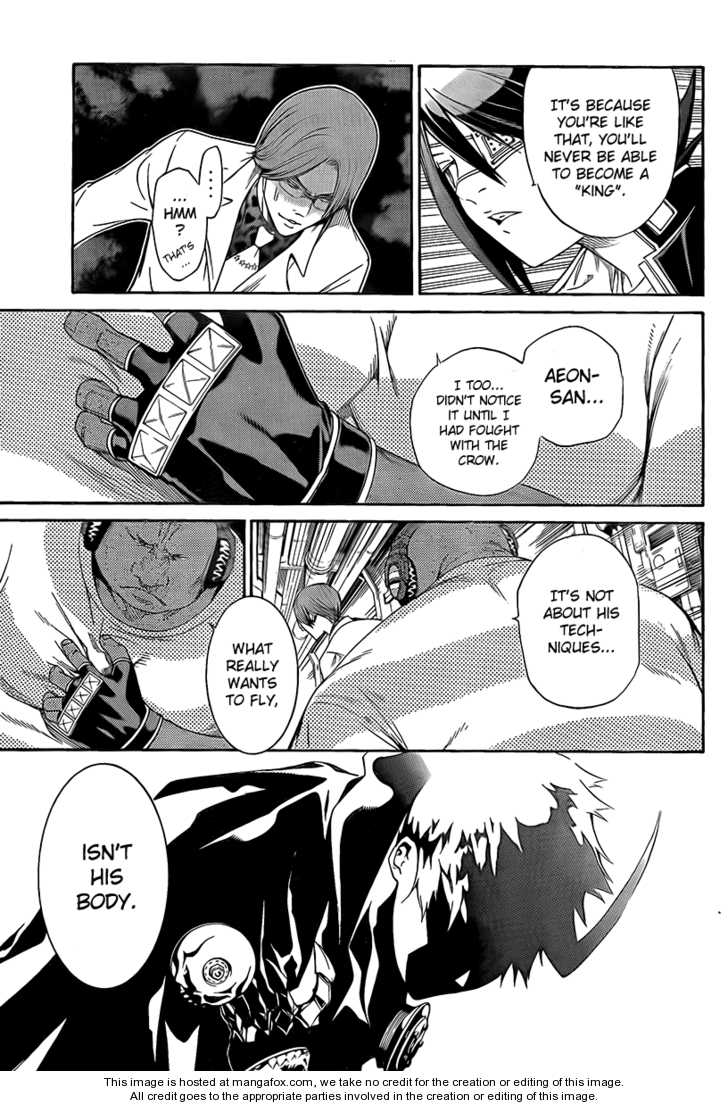 IT'S BECAUSE
YOU'RE LIKE
THAT, YOU'LL
NEVER BE ABLE
TO BECOME A
"KING".
....
...
HMM
?
THAT'S
...
AEON-
SAN...
I TOO...
DIDN'T NOTICE
IT UNTIL I
HAD FOUGHT
WITH THE
CROW.
IT'S NOT
ABOUT HIS
TECH-
NIQUES...
WHAT
REALLY
WANTS
TO FLY,
ISN'T
HIS
BODY.
This image is hosted at mangafox.com, we take no credit for the creation or editing of this image.
All credit goes to the appropriate parties involved in the creation or editing of this image.